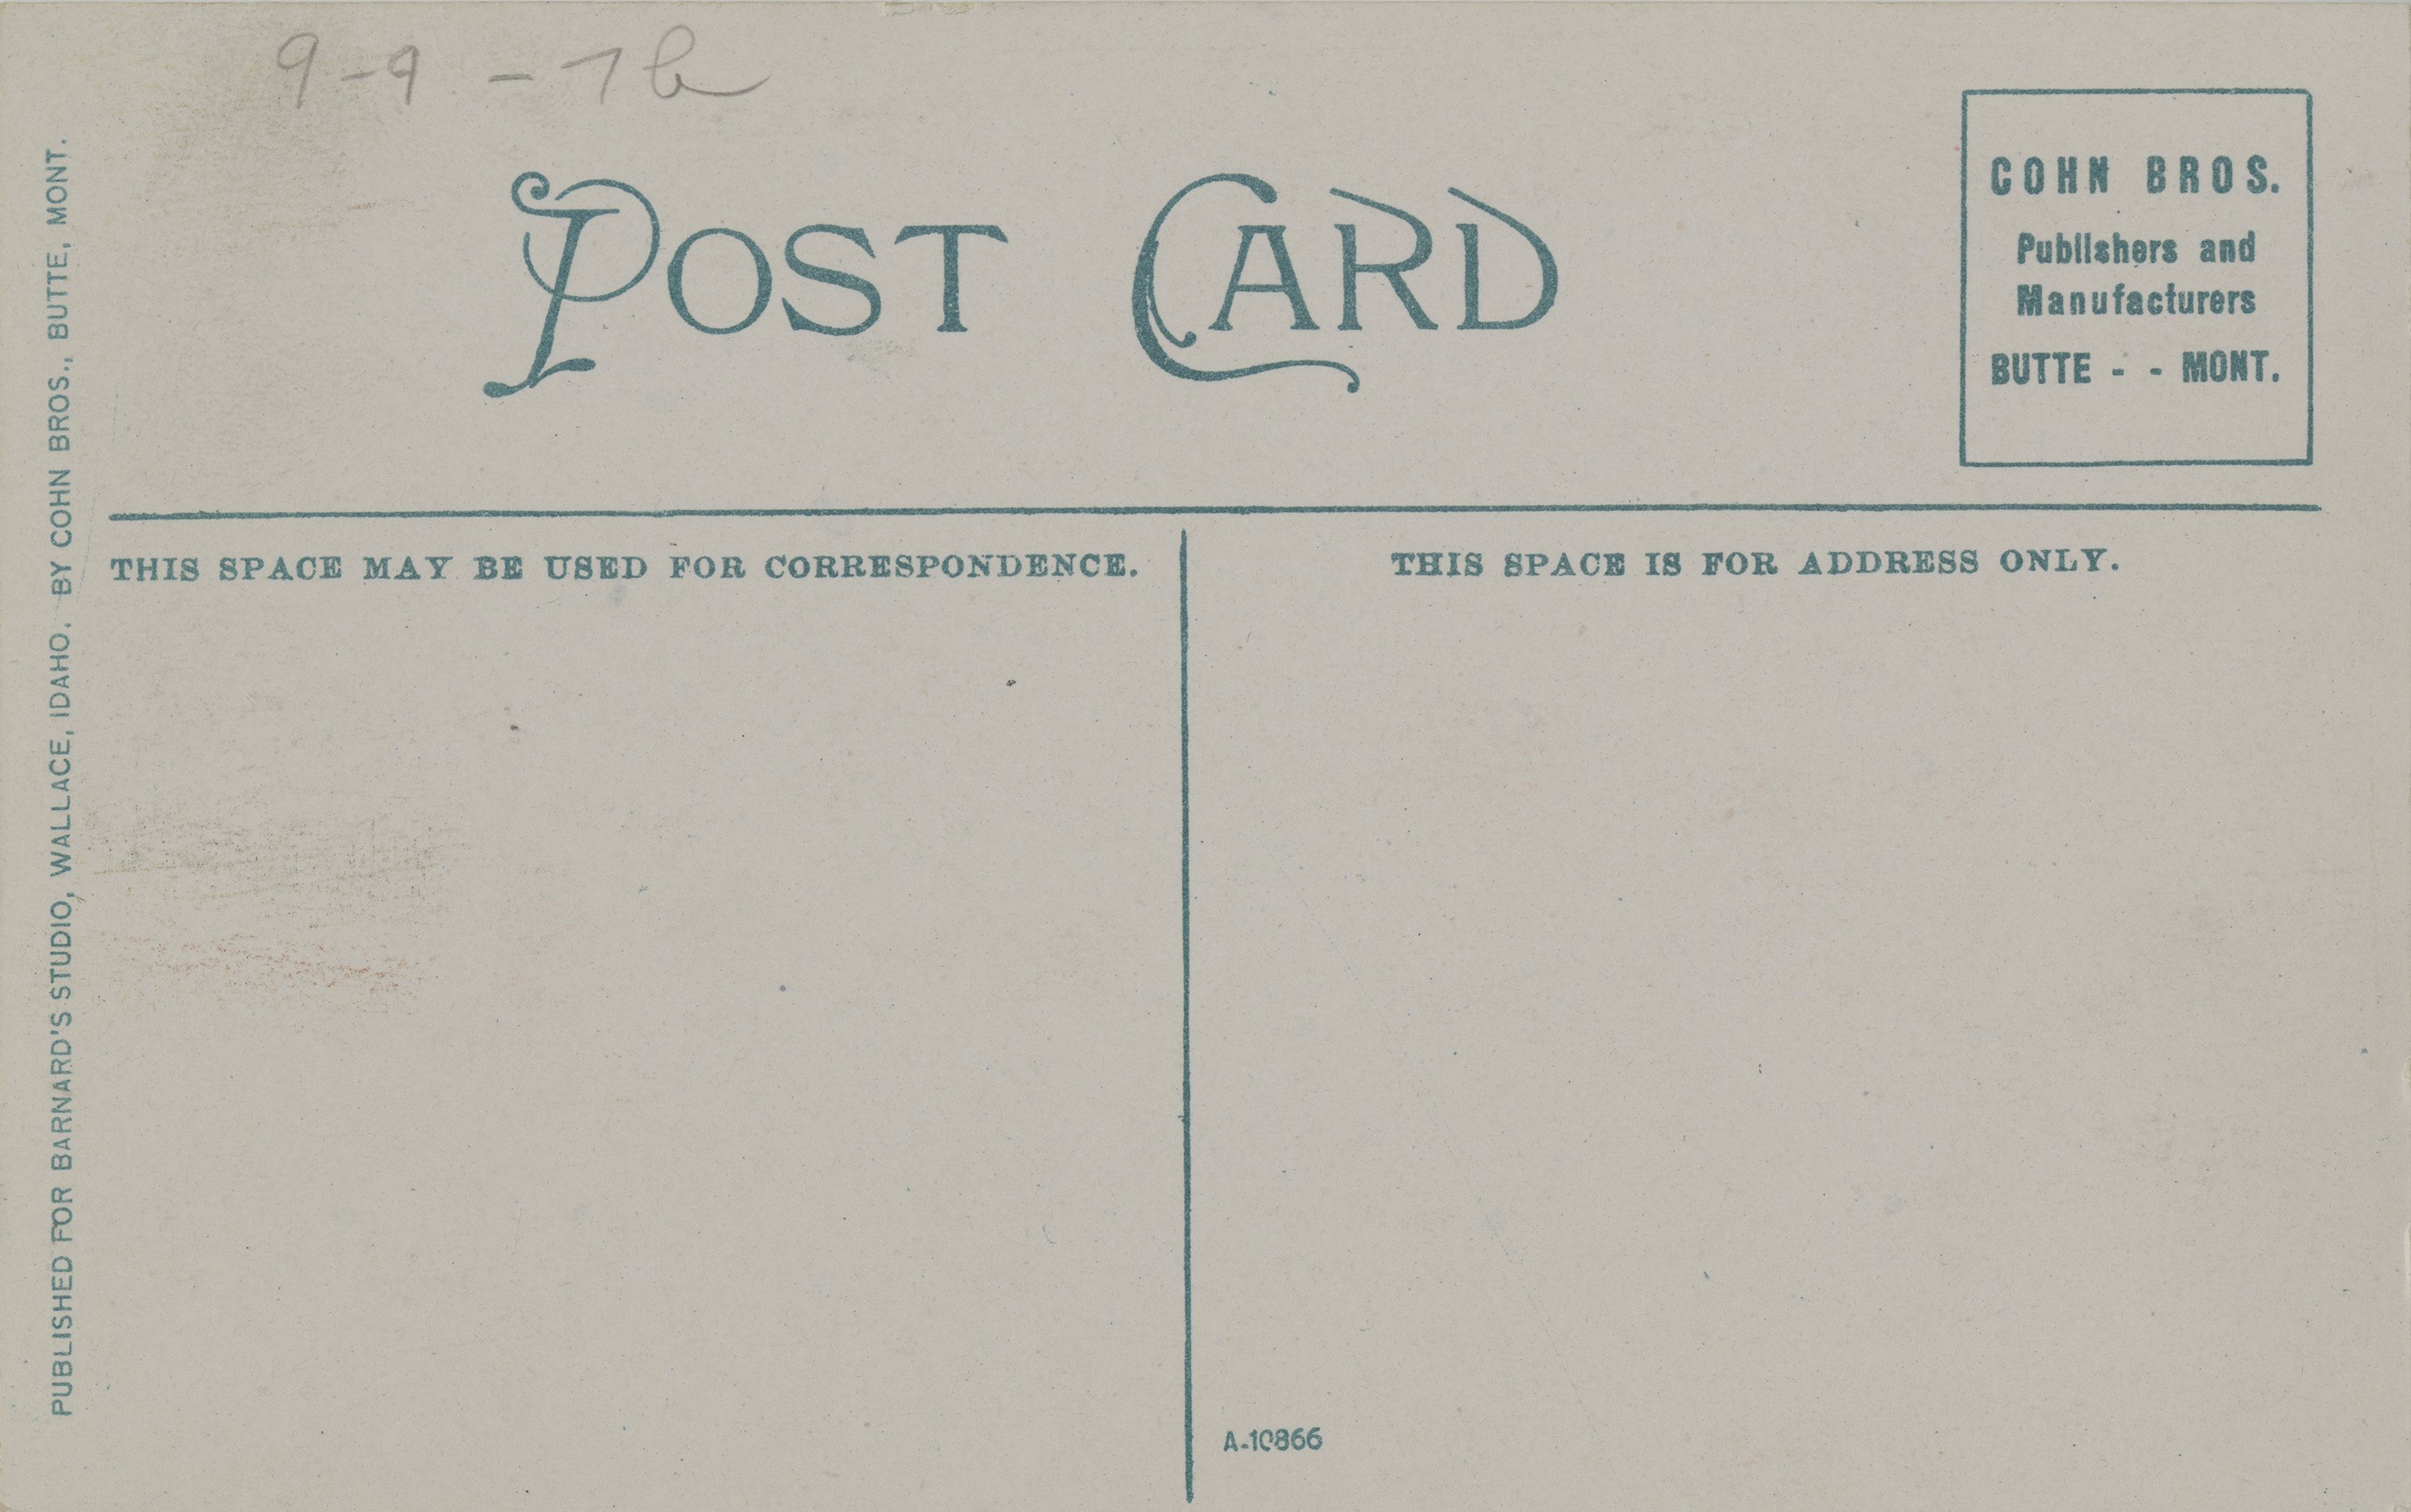 9-9 - 7b
POST CARD
COHN BROS.
Publishers and
Manufacturers
BUTTE - - MONT.
PUBLISHED FOR BARNARD'S STUDIO, WALLACE, IDAHO. BY COHN BROS., BUTTE, MONT.
THIS SPACE MAY BE USED FOR CORRESPONDENCE.
THIS SPACE IS FOR ADDRESS ONLY.
A-10866